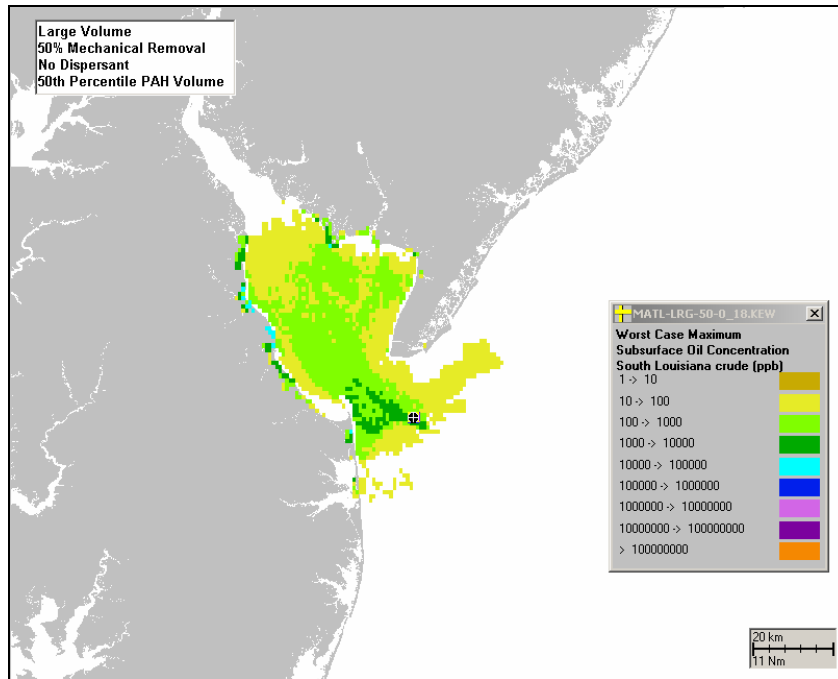 Large Volume
50% Mechanical Removal
No Dispersant
50th Percentile PAH Volume
MATL-LRG-50-0_18.KEW
Worst Case Maximum
Subsurface Oil Concentration
South Louisiana crude (ppb)
1 -> 10
10 -> 100
100 -> 1000
1000 -> 10000
10000 -> 100000
100000 -> 1000000
1000000 -> 10000000
10000000 -> 100000000
> 100000000
20 km
11 Nm